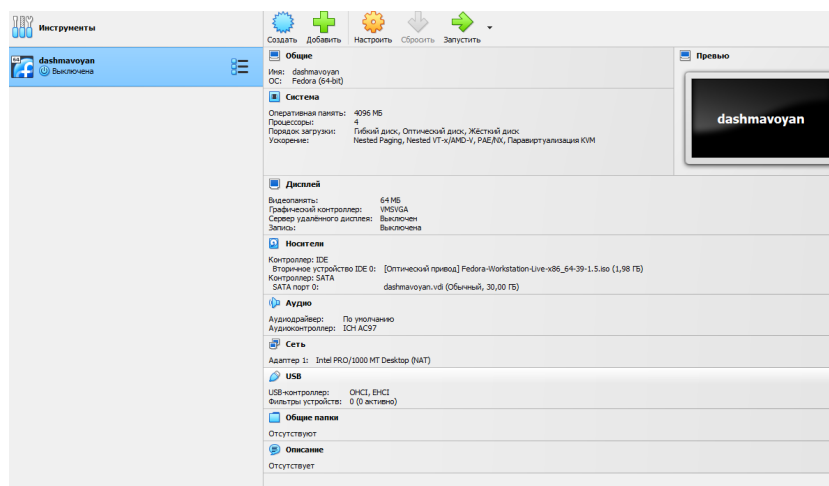 Инструменты
Создать Добавить Настроить Сбросить Запустить
64
dashmavoyan
Выключена
Общие
Имя: dashmavoyan
ОС: Fedora (64-bit)
Превью
dashmavoyan
Система
Оперативная память: 4096 МБ
Процессоры: 4
Порядок загрузки: Гибкий диск, Оптический диск, Жёсткий диск
Ускорение: Nested Paging, Nested VT-x/AMD-V, PAE/NX, Паравиртуализация KVM
Дисплей
Видеопамять: 64 МБ
Графический контроллер: VMSVGA
Сервер удалённого дисплея: Выключен
Запись: Выключена
Носители
Контроллер: IDE
Вторичное устройство IDE 0: [Оптический привод] Fedora-Workstation-Live-x86_64-39-1.5.iso (1,98 ГБ)
Контроллер: SATA
SATA порт 0: dashmavoyan.vdi (Обычный, 30,00 ГБ)
Аудио
Аудиодрайвер: По умолчанию
Аудиоконтроллер: ICH AC97
Сеть
Адаптер 1: Intel PRO/1000 MT Desktop (NAT)
USB
USB-контроллер: OHCI, EHCI
Фильтры устройств: 0 (0 активно)
Общие папки
Отсутствуют
Описание
Отсутствует